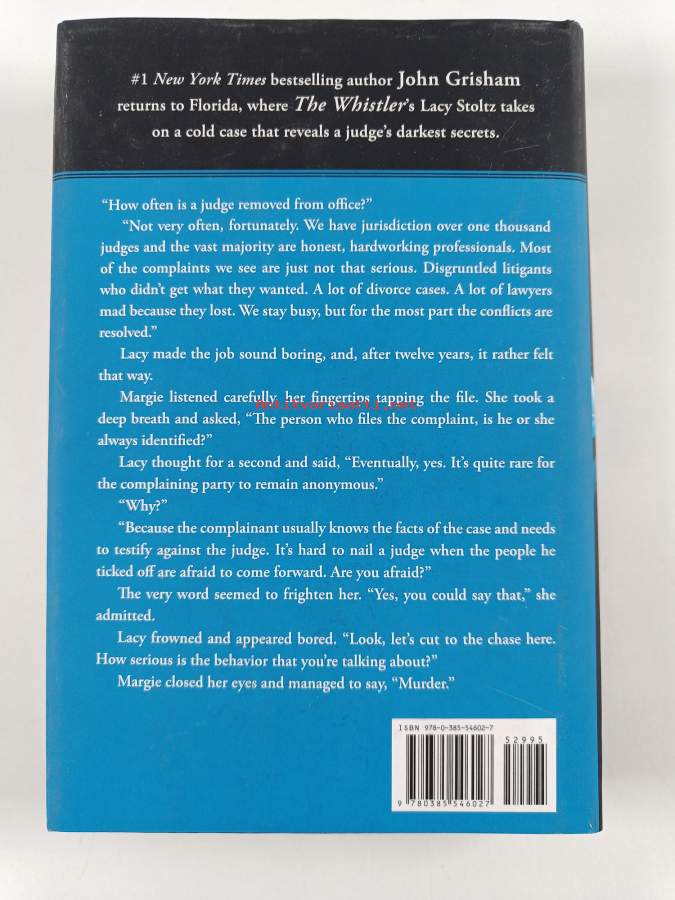 #1 New York Times bestselling author John Grisham
returns to Florida, where The Whistler's Lacy Stoltz takes
on a cold case that reveals a judge's darkest secrets.
“How often is a judge removed from office?”
“Not very often, fortunately. We have jurisdiction over one thousand
judges and the vast majority are honest, hardworking professionals. Most
of the complaints we see are just not that serious. Disgruntled litigants
who didn't get what they wanted. A lot of divorce cases. A lot of lawyers
mad because they lost. We stay busy, but for the most part the conflicts are
resolved.”
Lacy made the job sound boring, and, after twelve years, it rather felt
that way.
Margie listened carefully, her fingertips tapping the file. She took a
deep breath and asked, “The person who files the complaint, is he or she
always identified?”
Lacy thought for a second and said, “Eventually, yes. It's quite rare for
the complaining party to remain anonymous.”
“Why?”
“Because the complainant usually knows the facts of the case and needs
to testify against the judge. It's hard to nail a judge when the people he
ticked off are afraid to come forward. Are you afraid?”
The very word seemed to frighten her. “Yes, you could say that,” she
admitted.
Lacy frowned and appeared bored. “Look, let's cut to the chase here.
How serious is the behavior that you're talking about?”
Margie closed her eyes and managed to say, “Murder.”
ISBN 978-0-385-54602-7
52995
9 780385 546027